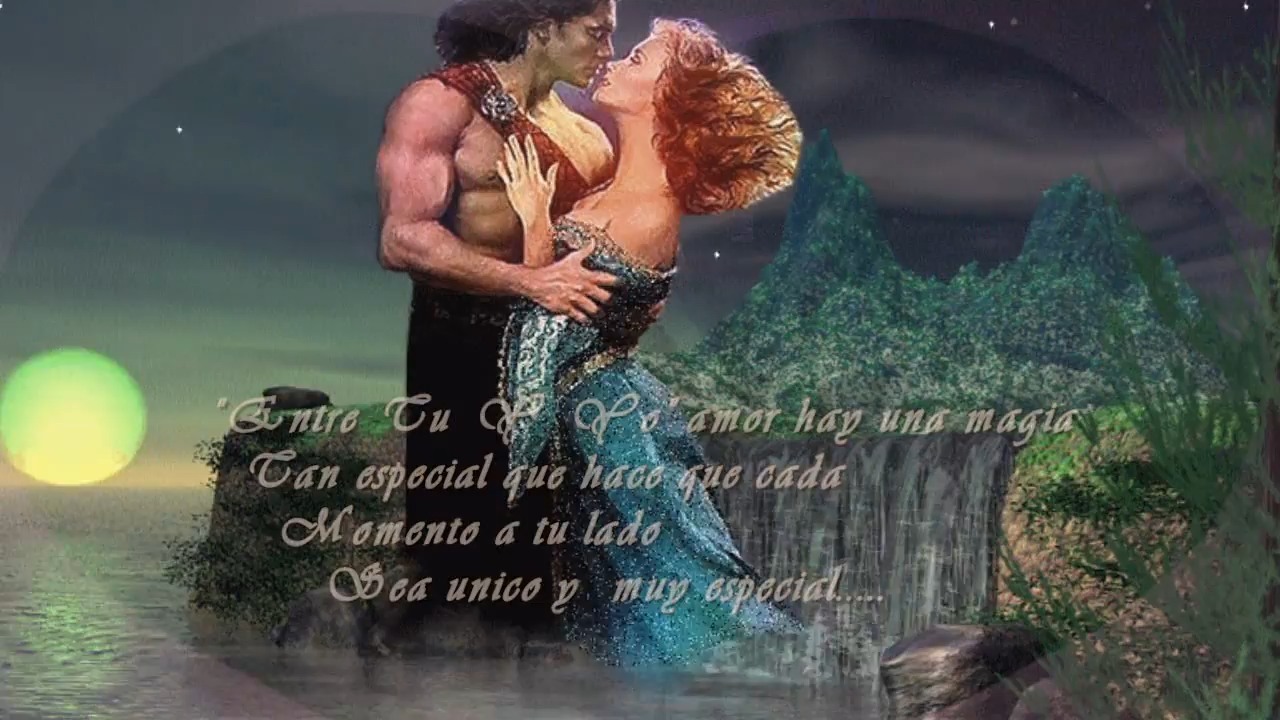 "Entre Tu Y Yo" amor hay una magia
Tan especial que hace que cada
Momento a tu lado
Sea unico y muy especial.....